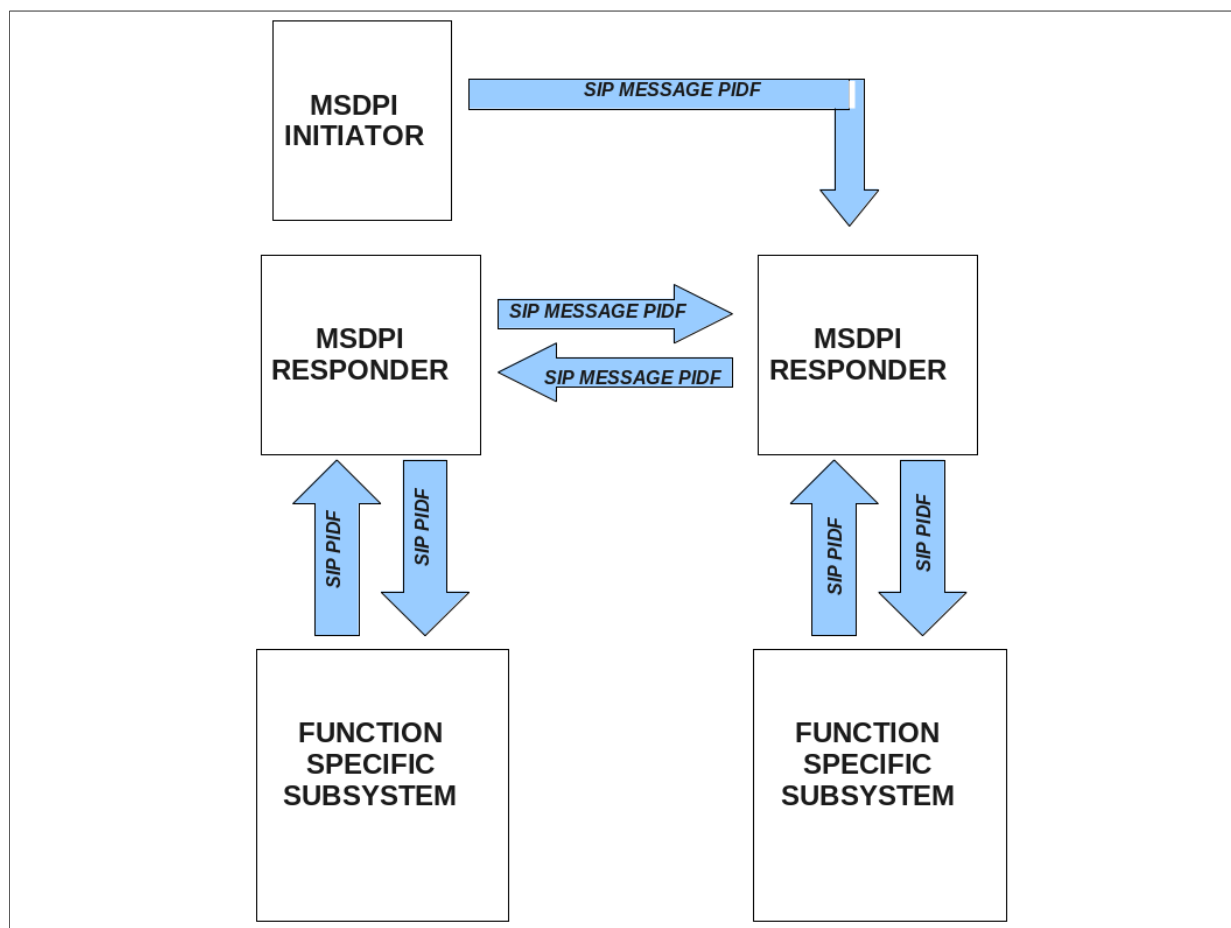 MSDPI
INITIATOR
SIP MESSAGE PIDF
MSDPI
RESPONDER
SIP MESSAGE PIDF
SIP MESSAGE PIDF
MSDPI
RESPONDER
SIP PIDF
SIP PIDF
SIP PIDF
SIP PIDF
FUNCTION
SPECIFIC
SUBSYSTEM
FUNCTION
SPECIFIC
SUBSYSTEM